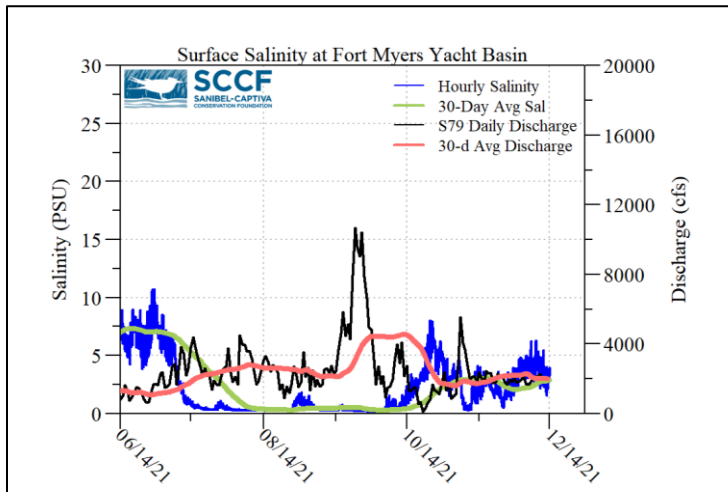 Surface Salinity at Fort Myers Yacht Basin
SCCF
SANIBEL-CAPTIVA
CONSERVATION FOUNDATION
Hourly Salinity
30-Day Avg Sal
S79 Daily Discharge
30-d Avg Discharge
30
25
20
15
10
5
0
Salinity (PSU)
20000
16000
12000
8000
4000
0
Discharge (cfs)
06/14/21
08/14/21
10/14/21
12/14/21